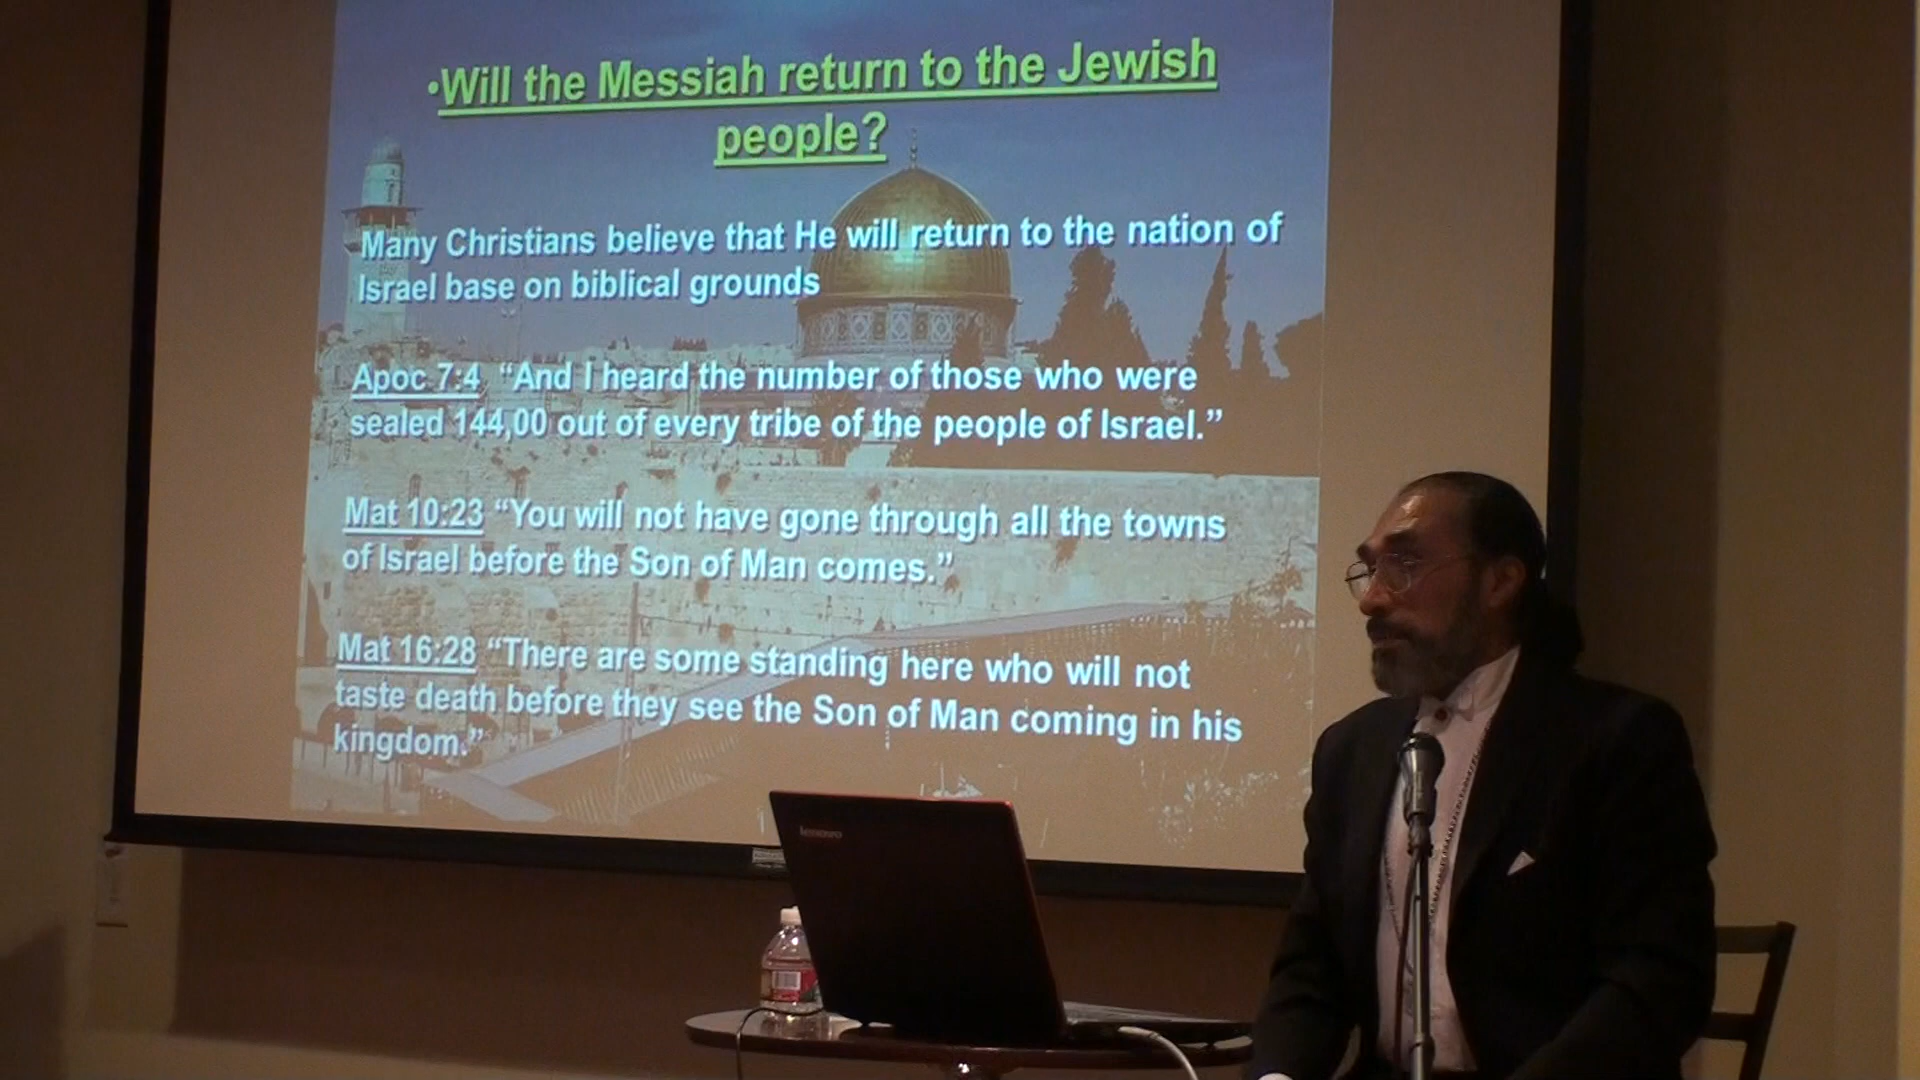 •Will the Messiah return to the Jewish
people?
Many Christians believe that He will return to the nation of
Israel base on biblical grounds
Apoc 7:4 “And I heard the number of those who were
sealed 144,00 out of every tribe of the people of Israel.”
Mat 10:23 “You will not have gone through all the towns
of Israel before the Son of Man comes.”
Mat 16:28 “There are some standing here who will not
taste death before they see the Son of Man coming in his
kingdom.”
lenovo